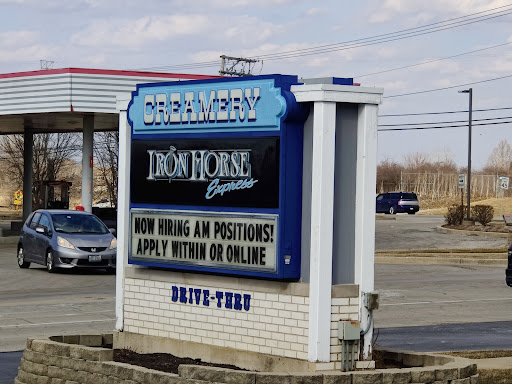 CREAMERY
IRON HORSE
Express
NOW HIRING AM POSITIONS!
APPLY WITHIN OR ONLINE
DRIVE-THRU